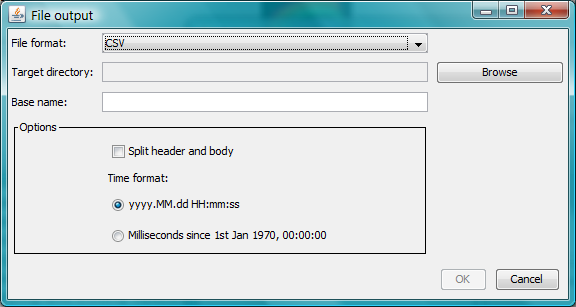 File output
File format: CSV
Target directory: Browse
Base name:
Options
Split header and body
Time format:
yyyy.MM.dd HH:mm:ss
Milliseconds since 1st Jan 1970, 00:00:00
OK Cancel